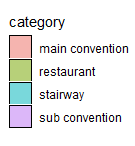 category
main convention
restaurant
stairway
sub convention